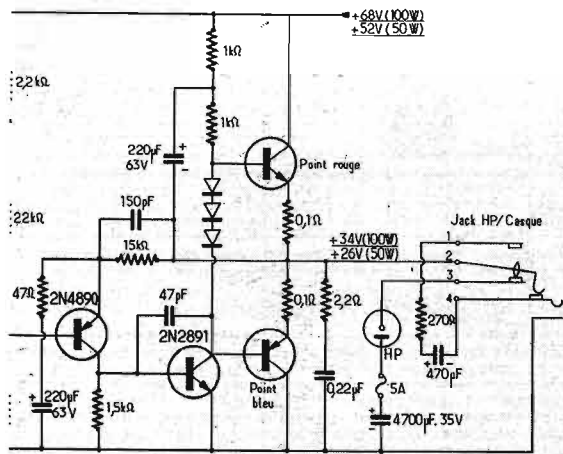 +68V (100W)
+52V (50W)
1kΩ
2,2kΩ
1kΩ
220µF
63V
+
−
Point rouge
150pF
22kΩ
0,1Ω
Jack HP/Casque
+34V(100W)
+26V(50W)
15kΩ
1
2
3
4
47Ω
2N4890
47pF
2N2891
0,1Ω
2,2Ω
270Ω
HP
+
−
470µF
5A
Point
bleu
0,22µF
+
220µF
63V
1,5kΩ
+
4700µF, 35V